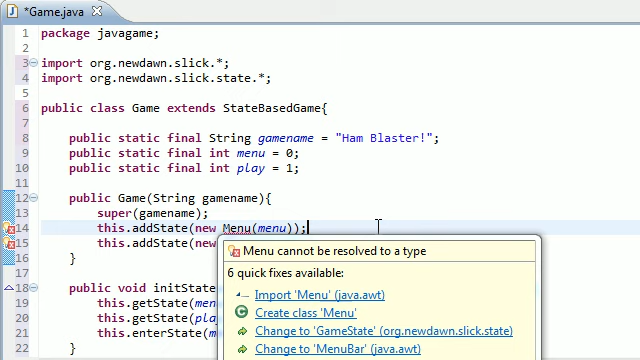 *Game.java
1 package javagame;
2
3 import org.newdawn.slick.*;
4 import org.newdawn.slick.state.*;
5
6 public class Game extends StateBasedGame{
7
8 public static final String gamename = "Ham Blaster!";
9 public static final int menu = 0;
10 public static final int play = 1;
11
12 public Game(String gamename){
13 super(gamename);
14 this.addState(new Menu(menu));
15 this.addState(new
16 }
17
18 public void initState
19 this.getState(men
20 this.getState(pla
21 this.enterState(m
22 }
Menu cannot be resolved to a type
6 quick fixes available:
Import 'Menu' (java.awt)
Create class 'Menu'
Change to 'GameState' (org.newdawn.slick.state)
Change to 'MenuBar' (java.awt)